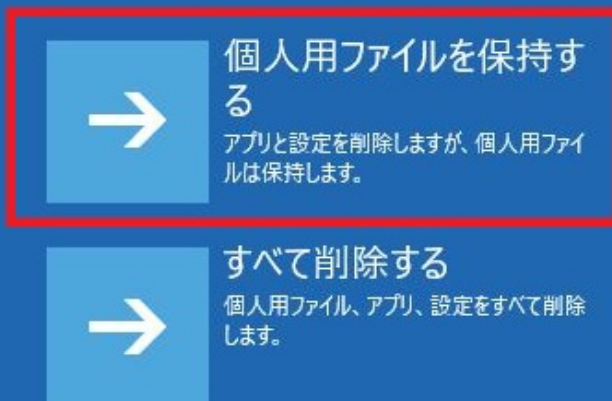 個人用ファイルを保持す
る
アプリと設定を削除しますが、個人用ファイ
ルは保持します。
すべて削除する
個人用ファイル、アプリ、設定をすべて削除
します。